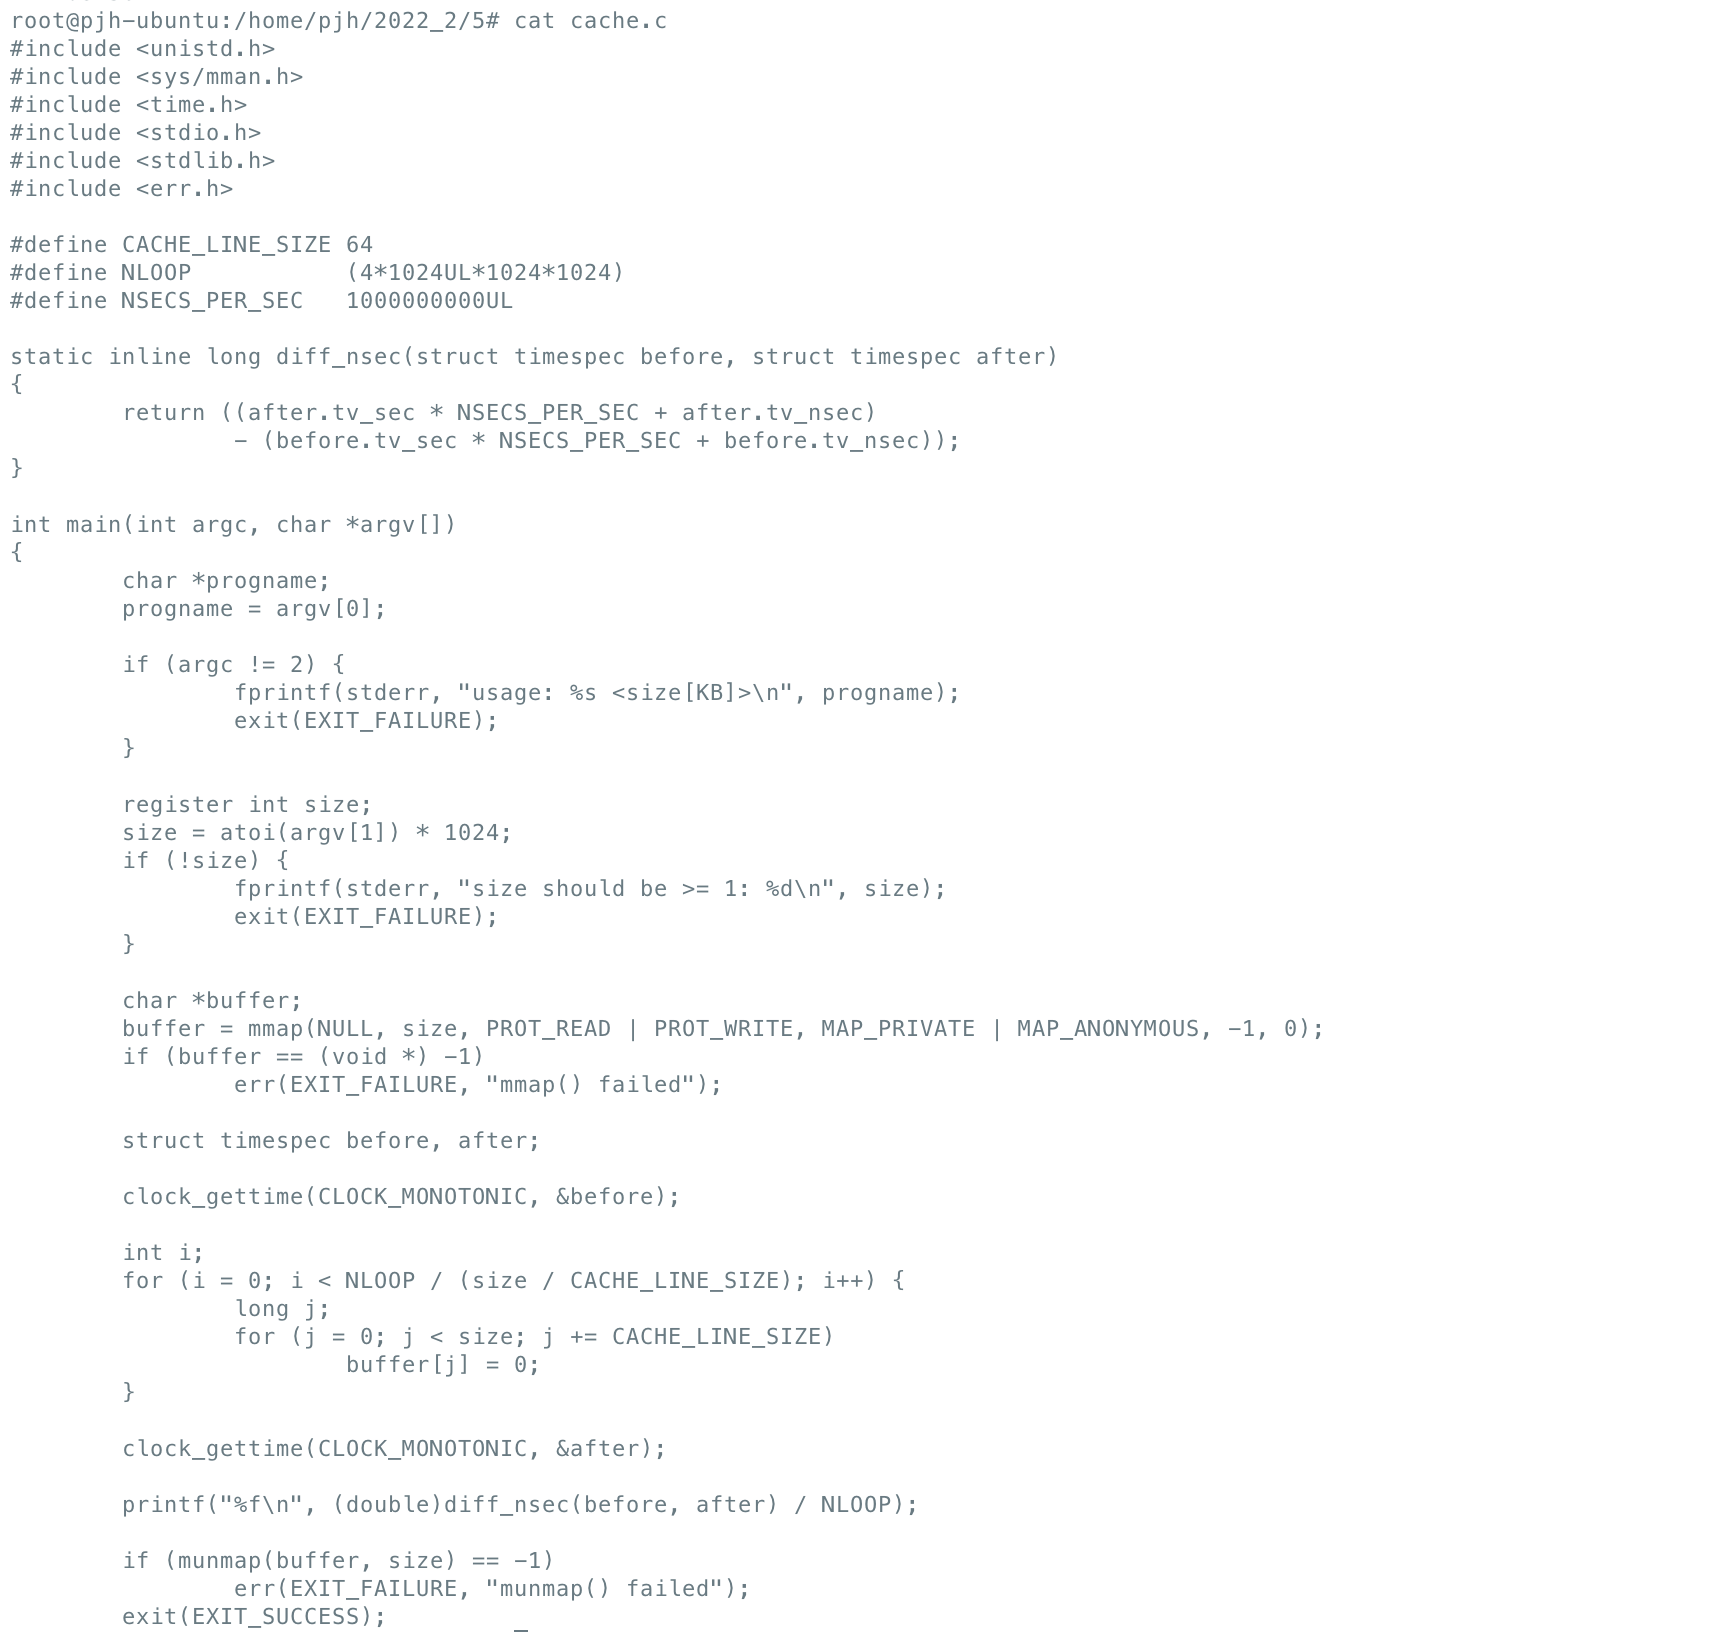 root@pjh-ubuntu:/home/pjh/2022_2/5# cat cache.c
#include <unistd.h>
#include <sys/mman.h>
#include <time.h>
#include <stdio.h>
#include <stdlib.h>
#include <err.h>

#define CACHE_LINE_SIZE 64
#define NLOOP           (4*1024UL*1024*1024)
#define NSECS_PER_SEC   1000000000UL

static inline long diff_nsec(struct timespec before, struct timespec after)
{
        return ((after.tv_sec * NSECS_PER_SEC + after.tv_nsec)
                - (before.tv_sec * NSECS_PER_SEC + before.tv_nsec));
}

int main(int argc, char *argv[])
{
        char *progname;
        progname = argv[0];

        if (argc != 2) {
                fprintf(stderr, "usage: %s <size[KB]>\n", progname);
                exit(EXIT_FAILURE);
        }

        register int size;
        size = atoi(argv[1]) * 1024;
        if (!size) {
                fprintf(stderr, "size should be >= 1: %d\n", size);
                exit(EXIT_FAILURE);
        }

        char *buffer;
        buffer = mmap(NULL, size, PROT_READ | PROT_WRITE, MAP_PRIVATE | MAP_ANONYMOUS, -1, 0);
        if (buffer == (void *) -1)
                err(EXIT_FAILURE, "mmap() failed");

        struct timespec before, after;

        clock_gettime(CLOCK_MONOTONIC, &before);

        int i;
        for (i = 0; i < NLOOP / (size / CACHE_LINE_SIZE); i++) {
                long j;
                for (j = 0; j < size; j += CACHE_LINE_SIZE)
                        buffer[j] = 0;
        }

        clock_gettime(CLOCK_MONOTONIC, &after);

        printf("%f\n", (double)diff_nsec(before, after) / NLOOP);

        if (munmap(buffer, size) == -1)
                err(EXIT_FAILURE, "munmap() failed");
        exit(EXIT_SUCCESS);